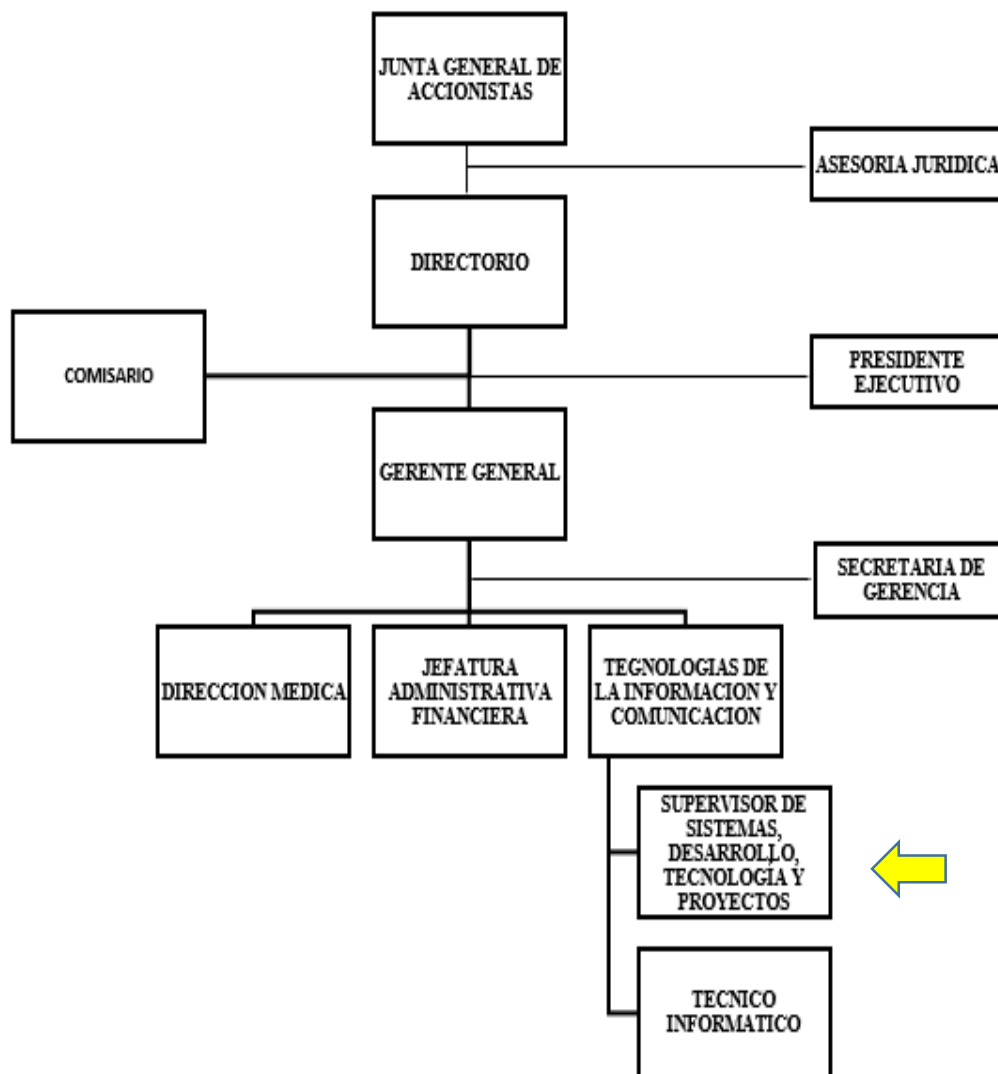 JUNTA GENERAL DE
ACCIONISTAS
ASESORIA JURIDICA
DIRECTORIO
COMISARIO
PRESIDENTE
EJECUTIVO
GERENTE GENERAL
SECRETARIA DE
GERENCIA
DIRECCION MEDICA
JEFATURA
ADMINISTRATIVA
FINANCIERA
TEGNOLOGIAS DE
LA INFORMACION Y
COMUNICACION
SUPERVISOR DE
SISTEMAS,
DESARROLLO,
TECNOLOGÍA Y
PROYECTOS
TECNICO
INFORMATICO